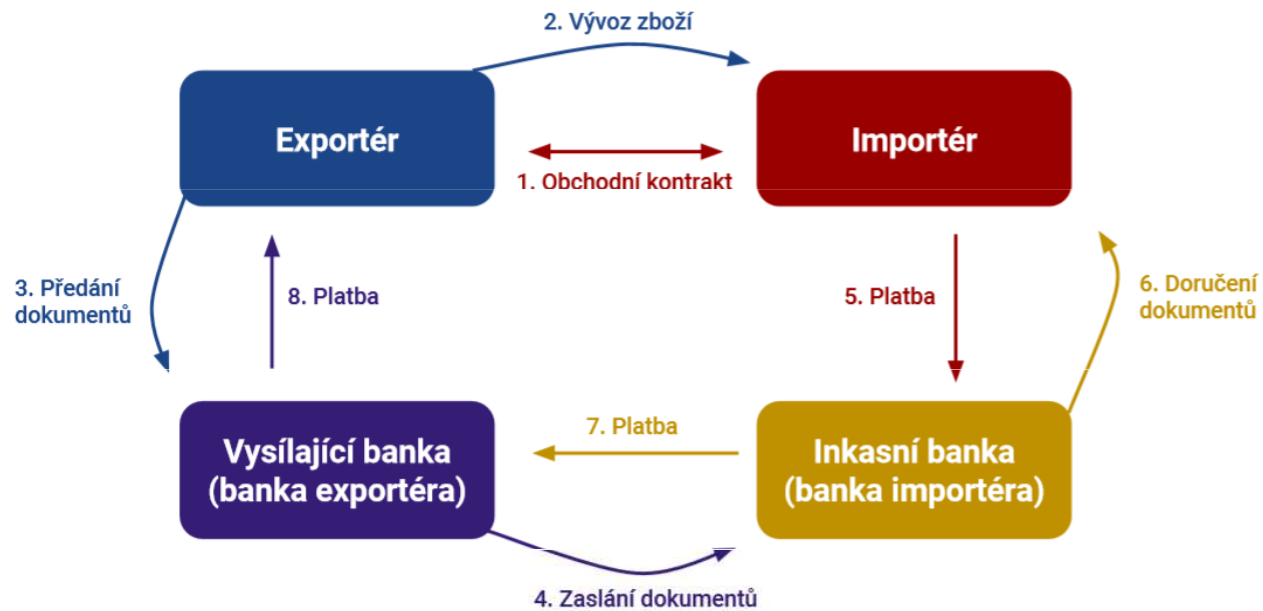 2. Vývoz zboží
Exportér
Importér
1. Obchodní kontrakt
3. Předání
dokumentů
8. Platba
5. Platba
6. Doručení
dokumentů
Vysílající banka
(banka exportéra)
7. Platba
Inkasní banka
(banka importéra)
4. Zaslání dokumentů